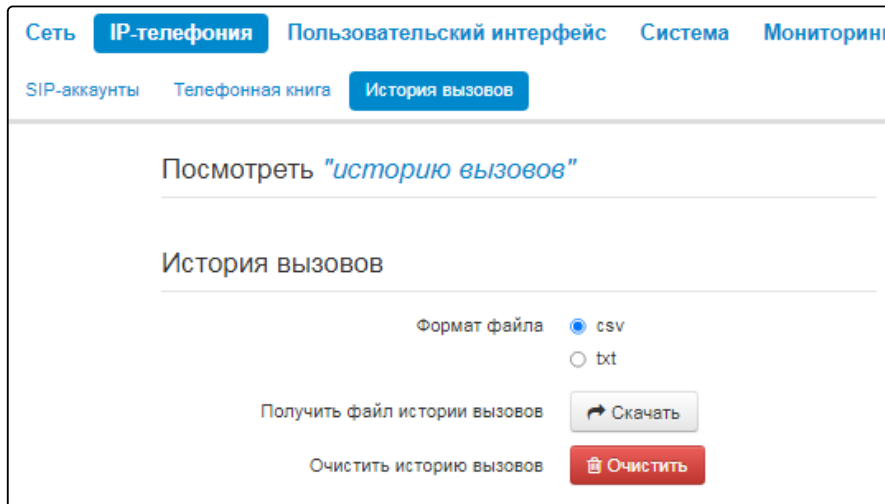 Сеть IP-телефония Пользовательский интерфейс Система Мониторинг
SIP-аккаунты Телефонная книга История вызовов
Посмотреть "историю вызовов"
История вызовов
Формат файла csv
txt
Получить файл истории вызовов Скачать
Очистить историю вызовов Очистить